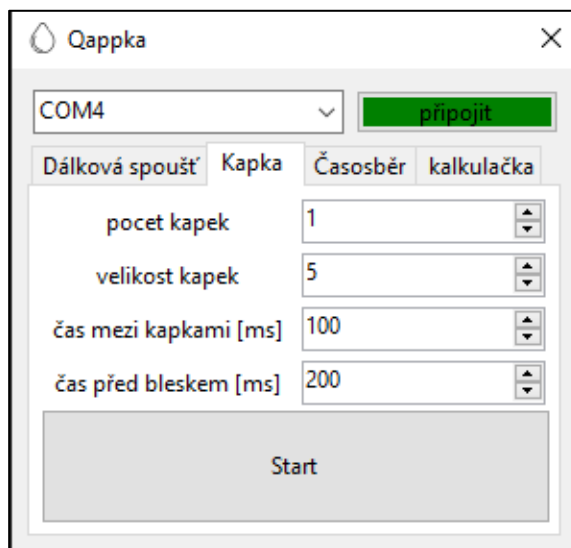 Qappka
COM4 připojit
Dálková spoušť Kapka Časosběr kalkulačka
pocet kapek 1
velikost kapek 5
čas mezi kapkami [ms] 100
čas před bleskem [ms] 200
Start